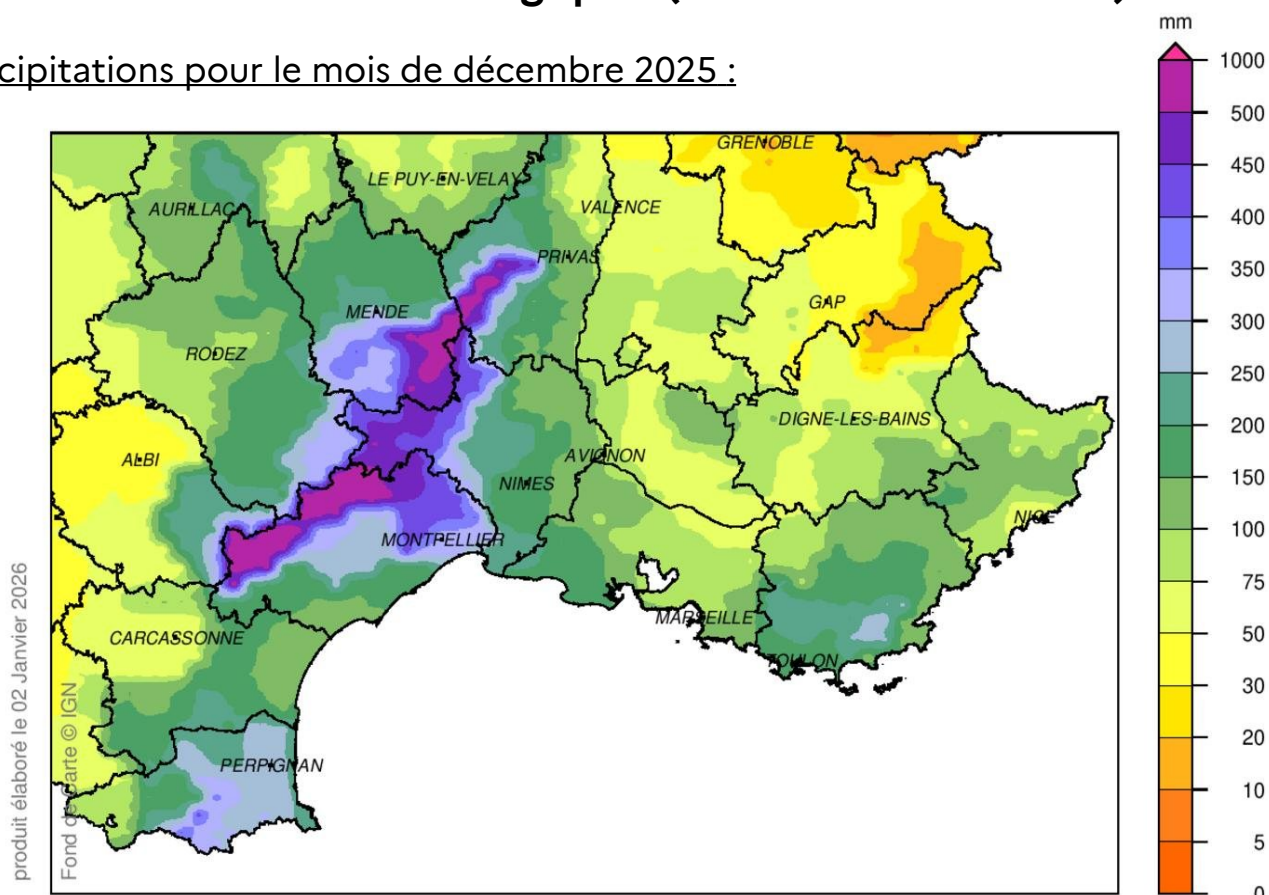 cipitations pour le mois de décembre 2025 :
mm
1000
500
450
400
350
300
250
200
150
100
75
50
30
20
10
5
0
GRENOBLE
LE PUY-EN-VELAY
AURILLAC
VALENCE
PRIVAS
MENDE
GAP
RODEZ
DIGNE-LES-BAINS
ALBI
AVIGNON
NIMES
NICE
MONTPELLIER
MARSEILLE
CARCASSONNE
TOULON
PERPIGNAN
produit élaboré le 02 Janvier 2026
Fond de Carte © IGN